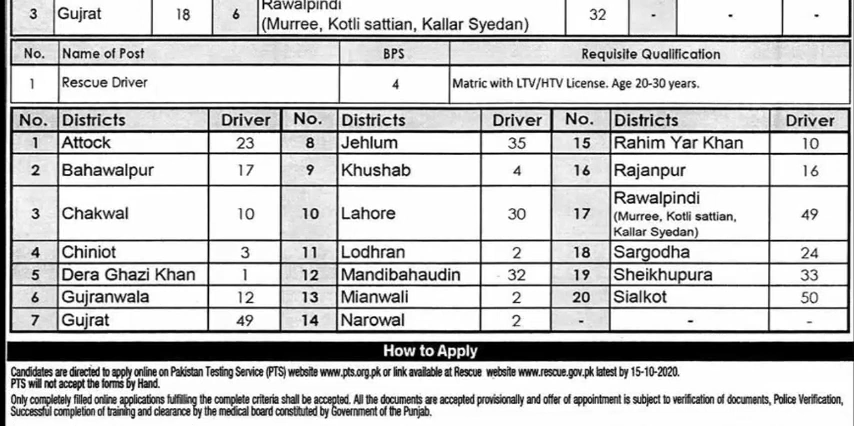 Rawalpindi
3 Gujrat 18 6 (Murree, Kotli sattian, Kallar Syedan) 32 - - -
No. Name of Post BPS Requisite Qualification
1 Rescue Driver 4 Matric with LTV/HTV License. Age 20-30 years.
No. Districts Driver No. Districts Driver No. Districts Driver
1 Attock 23 8 Jehlum 35 15 Rahim Yar Khan 10
2 Bahawalpur 17 9 Khushab 4 16 Rajanpur 16
3 Chakwal 10 10 Lahore 30 17 Rawalpindi 49
(Murree, Kotli sattian,
Kallar Syedan)
4 Chiniot 3 11 Lodhran 2 18 Sargodha 24
5 Dera Ghazi Khan 1 12 Mandibahaudin 32 19 Sheikhupura 33
6 Gujranwala 12 13 Mianwali 2 20 Sialkot 50
7 Gujrat 49 14 Narowal 2 - - -
How to Apply
Candidates are directed to apply online on Pakistan Testing Service (PTS) website www.pts.org.pk or link available at Rescue website www.rescue.gov.pk latest by 15-10-2020.
PTS will not accept the forms by Hand.
Only completely filled online applications fulfilling the complete criteria shall be accepted. All the documents are accepted provisionally and offer of appointment is subject to verification of documents, Police Verification,
Successful completion of training and clearance by the medical board constituted by Government of the Punjab.